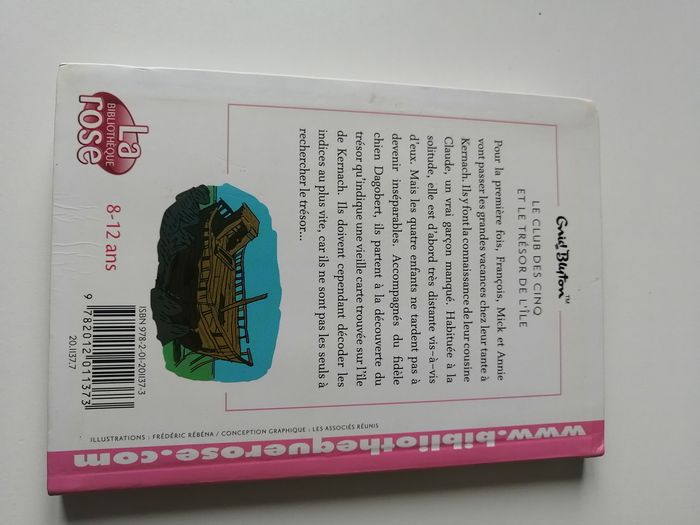 Enid Blyton™
LE CLUB DES CINQ
ET LE TRÉSOR DE L'ÎLE
Pour la première fois, François, Mick et Annie
vont passer les grandes vacances chez leur tante à
Kernach. Ils y font la connaissance de leur cousine
Claude, un vrai garçon manqué. Habituée à la
solitude, elle est d'abord très distante vis-à-vis
d'eux. Mais les quatre enfants ne tardent pas à
devenir inséparables. Accompagnés du fidèle
chien Dagobert, ils partent à la découverte du
trésor qu'indique une vieille carte trouvée sur l'île
de Kernach. Ils doivent cependant décoder les
indices au plus vite, car ils ne sont pas les seuls à
rechercher le trésor...
La
BIBLIOTHÈQUE
rose
8-12 ans
ISBN 978-2-01-201137-3
9 782012 011373
20.1137.7
ILLUSTRATIONS : FRÉDÉRIC RÉBÉNA / CONCEPTION GRAPHIQUE : LES ASSOCIÉS RÉUNIS
www.bibliothequerose.com